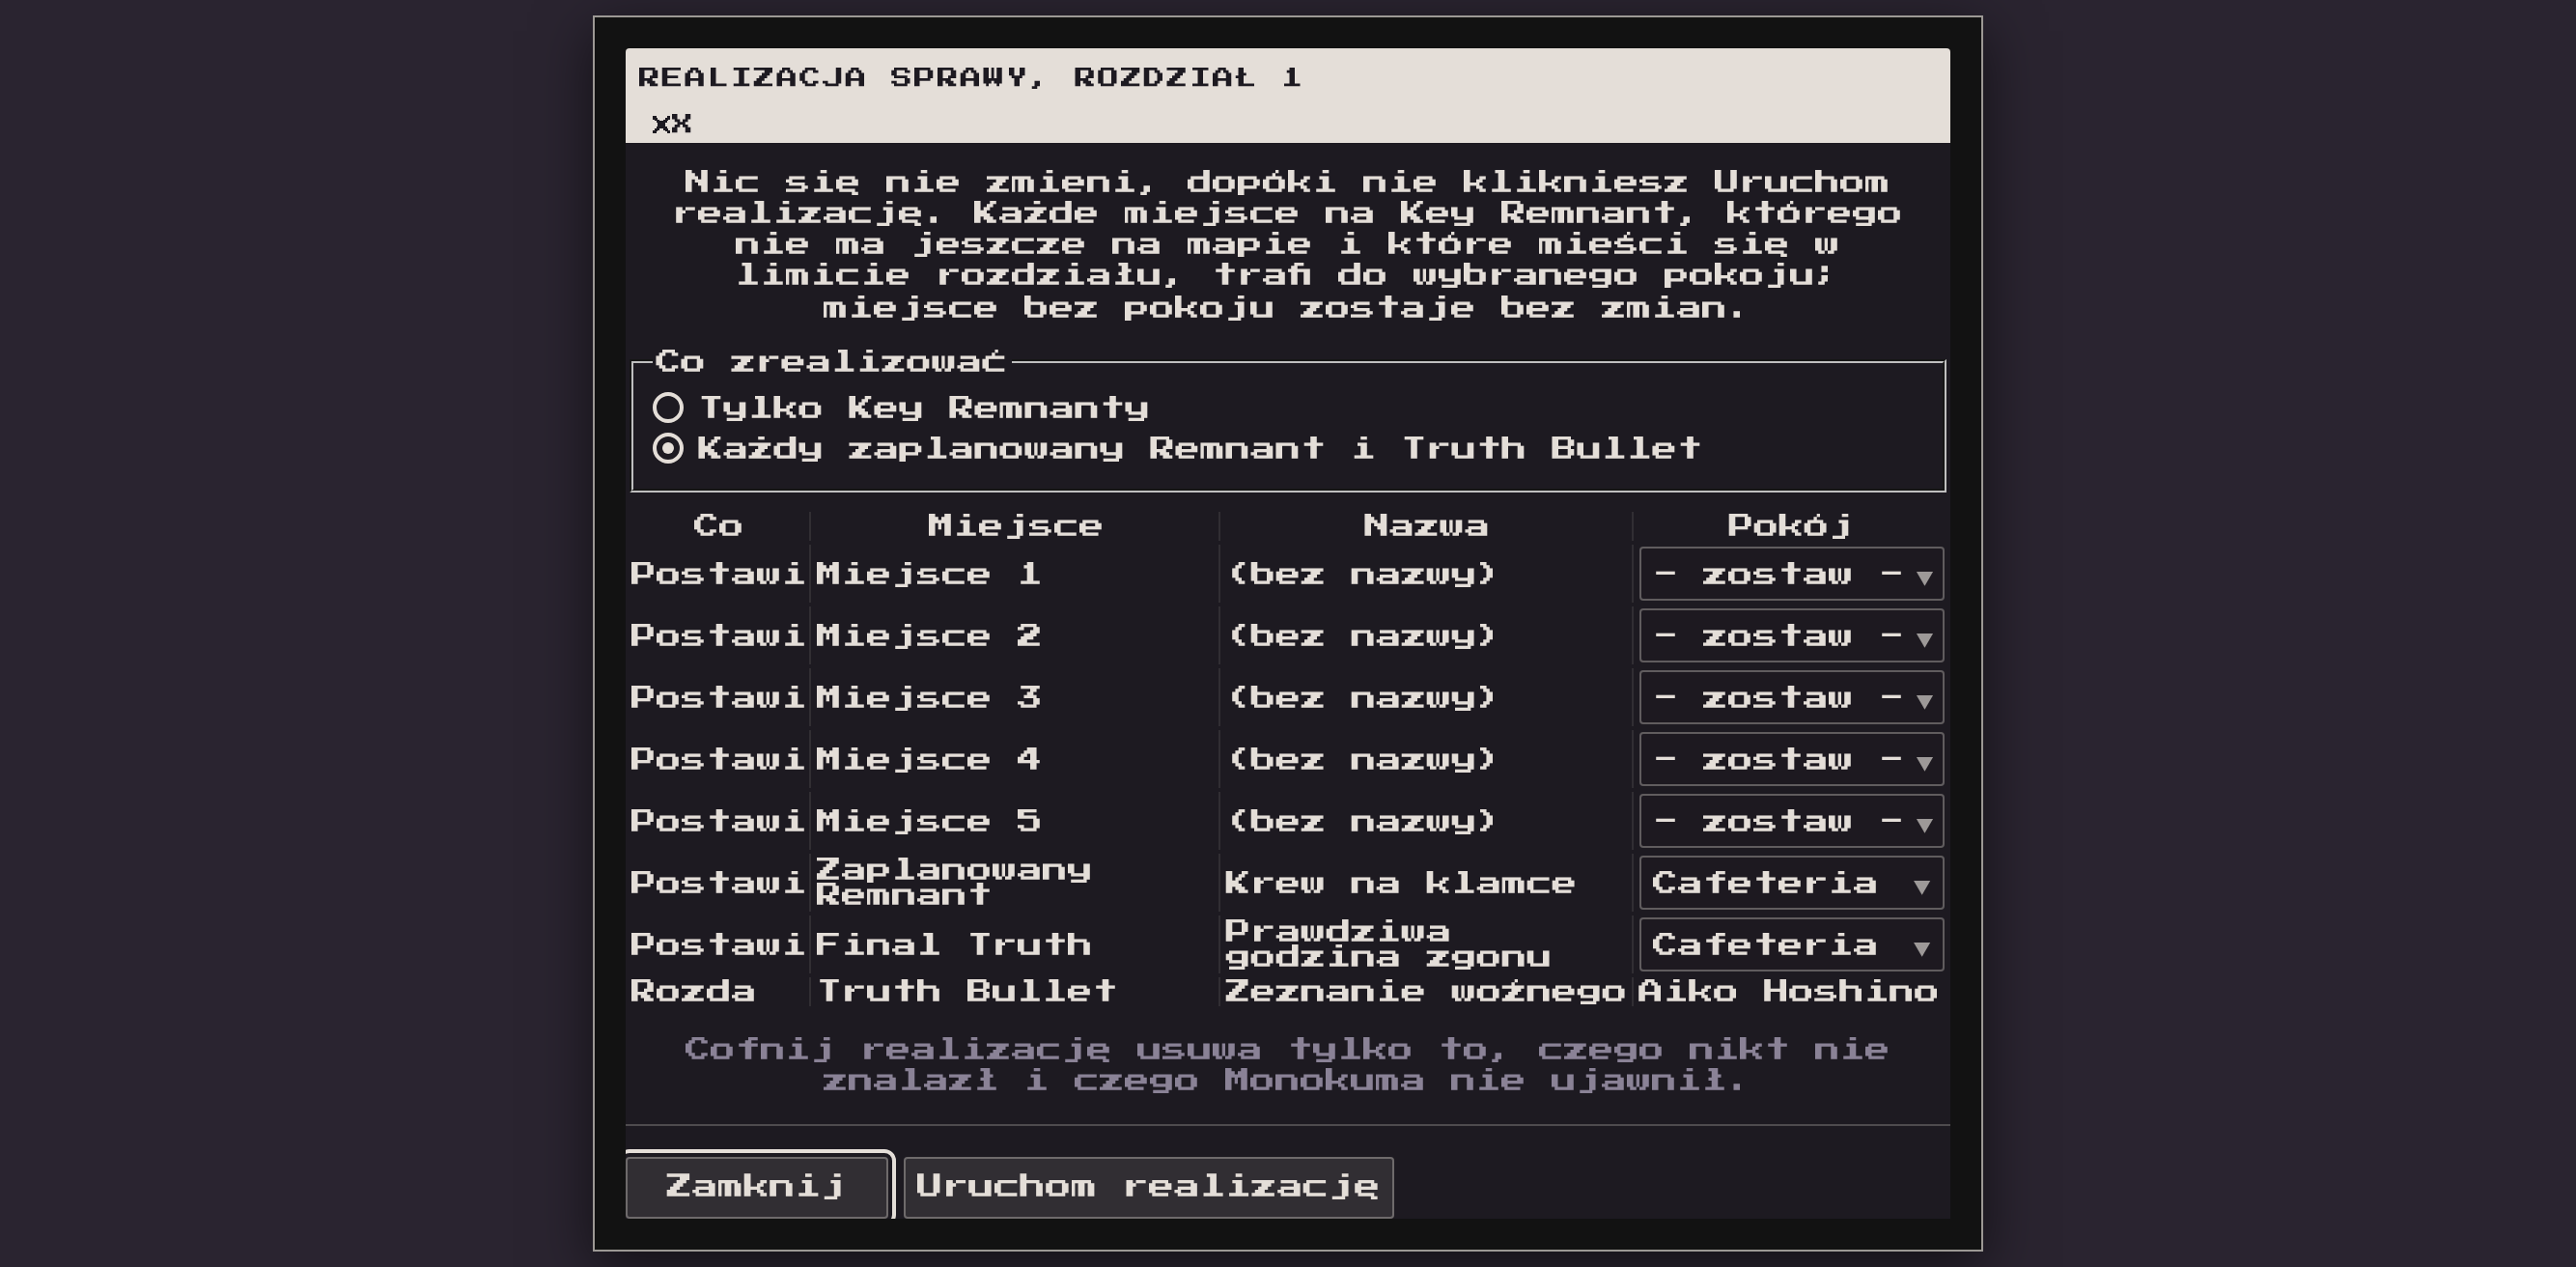 REALIZACJA SPRAWY, ROZDZIAŁ 1
xX
Nic się nie zmieni, dopóki nie klikniesz Uruchom
realizację. Każde miejsce na Key Remnant, którego
nie ma jeszcze na mapie i które mieści się w
limicie rozdziału, trafi do wybranego pokoju;
miejsce bez pokoju zostaje bez zmian.
Co zrealizować
Tylko Key Remnanty
Każdy zaplanowany Remnant i Truth Bullet
Co Miejsce Nazwa Pokój
Postawi Miejsce 1 (bez nazwy) - zostaw -
Postawi Miejsce 2 (bez nazwy) - zostaw -
Postawi Miejsce 3 (bez nazwy) - zostaw -
Postawi Miejsce 4 (bez nazwy) - zostaw -
Postawi Miejsce 5 (bez nazwy) - zostaw -
Postawi Zaplanowany Remnant Krew na klamce Cafeteria
Postawi Final Truth Prawdziwa godzina zgonu Cafeteria
Rozda Truth Bullet Zeznanie woźnego Aiko Hoshino
Cofnij realizację usuwa tylko to, czego nikt nie
znalazł i czego Monokuma nie ujawnił.
Zamknij Uruchom realizację